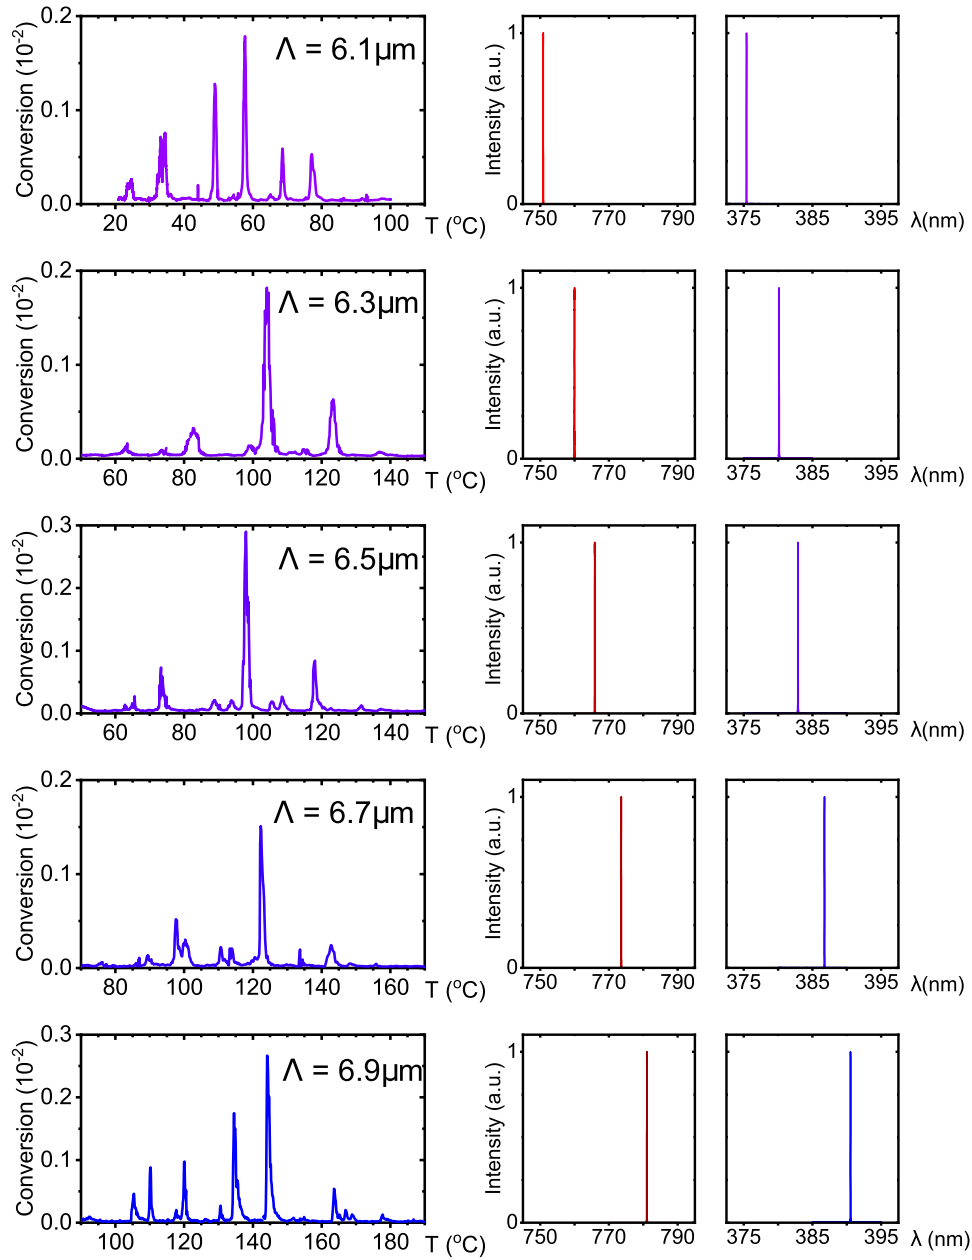 Conversion (10-2)
0.2
0.1
0.0
Λ = 6.1µm
20 40 60 80 100 T (oC)
Intensity (a.u.)
1
0
750 770 790
375 385 395 λ(nm)
Conversion (10-2)
0.2
0.1
0.0
Λ = 6.3µm
60 80 100 120 140 T (oC)
Intensity (a.u.)
1
0
750 770 790
375 385 395 λ(nm)
Conversion (10-2)
0.3
0.2
0.1
0.0
Λ = 6.5µm
60 80 100 120 140 T (oC)
Intensity (a.u.)
1
0
750 770 790
375 385 395 λ(nm)
Conversion (10-2)
0.2
0.1
0.0
Λ = 6.7µm
80 100 120 140 160 T (oC)
Intensity (a.u.)
1
0
750 770 790
375 385 395 λ(nm)
Conversion (10-2)
0.3
0.2
0.1
0.0
Λ = 6.9µm
100 120 140 160 180 T (oC)
Intensity (a.u.)
1
0
750 770 790
375 385 395 λ (nm)